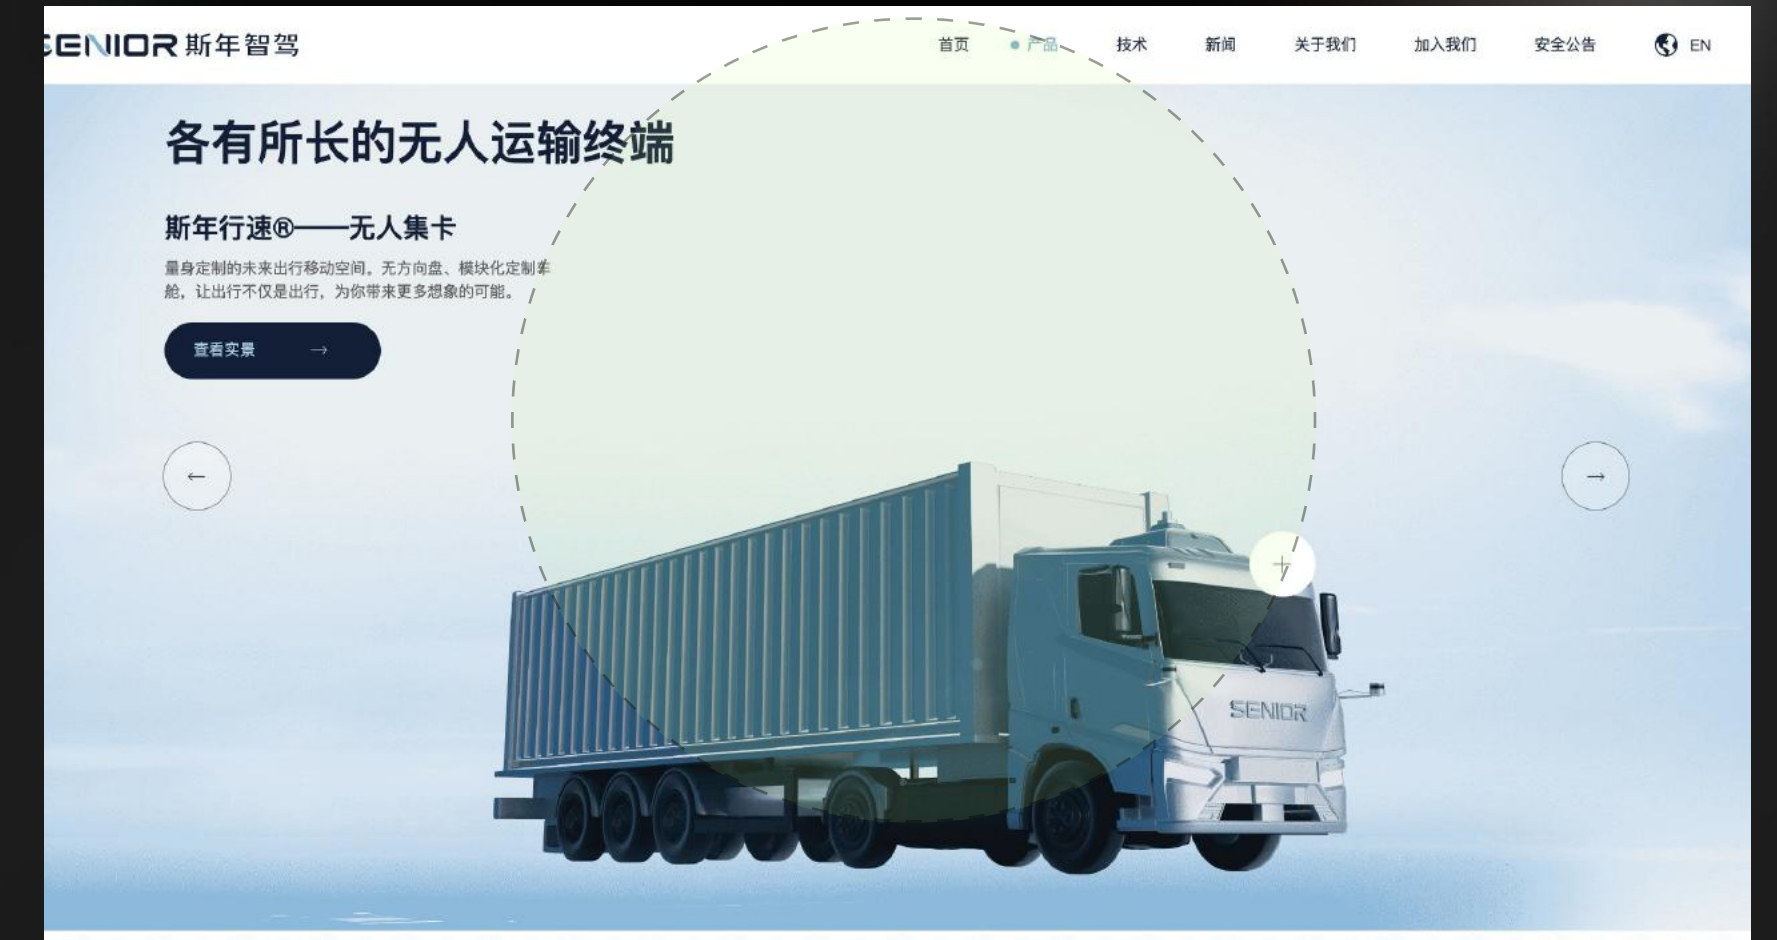 SENIOR 斯年智驾
首页 产品 技术 新闻 关于我们 加入我们 安全公告 EN
各有所长的无人运输终端
斯年行速®——无人集卡
量身定制的未来出行移动空间。无方向盘、模块化定制车
舱，让出行不仅是出行，为你带来更多想象的可能。
查看实景 →
←
→
SENIOR